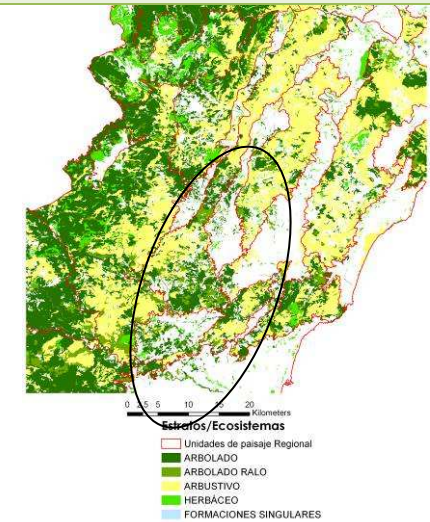 0 2,5 5 10 15 20
Kilometers
Estratos/Ecosistemas
Unidades de paisaje Regional
ARBOLADO
ARBOLADO RALO
ARBUSTIVO
HERBÁCEO
FORMACIONES SINGULARES